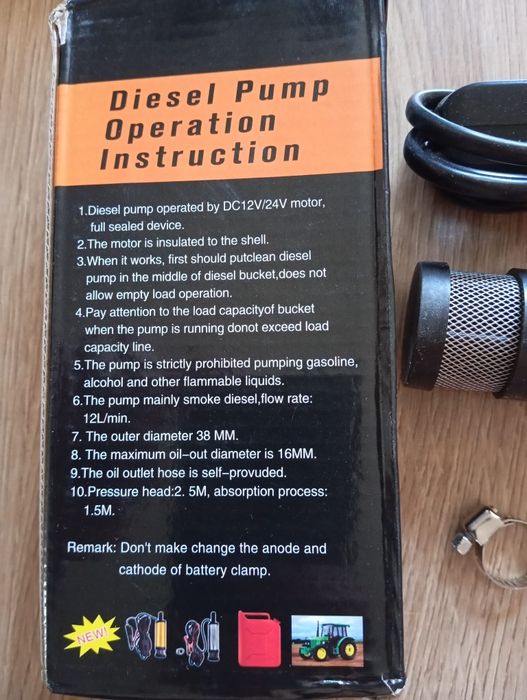 Diesel Pump
Operation
Instruction
1.Diesel pump operated by DC12V/24V motor,
full sealed device.
2.The motor is insulated to the shell.
3.When it works, first should putclean diesel
pump in the middle of diesel bucket,does not
allow empty load operation.
4.Pay attention to the load capacityof bucket
when the pump is running donot exceed load
capacity line.
5.The pump is strictly prohibited pumping gasoline,
alcohol and other flammable liquids.
6.The pump mainly smoke diesel,flow rate:
12L/min.
7. The outer diameter 38 MM.
8. The maximum oil-out diameter is 16MM.
9.The oil outlet hose is self-provuded.
10.Pressure head:2. 5M, absorption process:
1.5M.
Remark: Don't make change the anode and
cathode of battery clamp.
NEW!